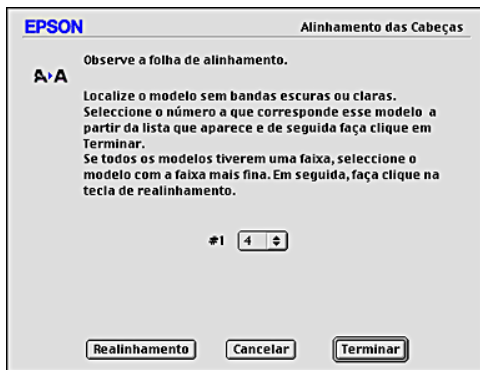 EPSON
Alinhamento das Cabeças
A›A
Observe a folha de alinhamento.
Localize o modelo sem bandas escuras ou claras.
Seleccione o número a que corresponde esse modelo a
partir da lista que aparece e de seguida faça clique em
Terminar.
Se todos os modelos tiverem uma faixa, seleccione o
modelo com a faixa mais fina. Em seguida, faça clique na
tecla de realinhamento.
#1 4
Realinhamento Cancelar Terminar